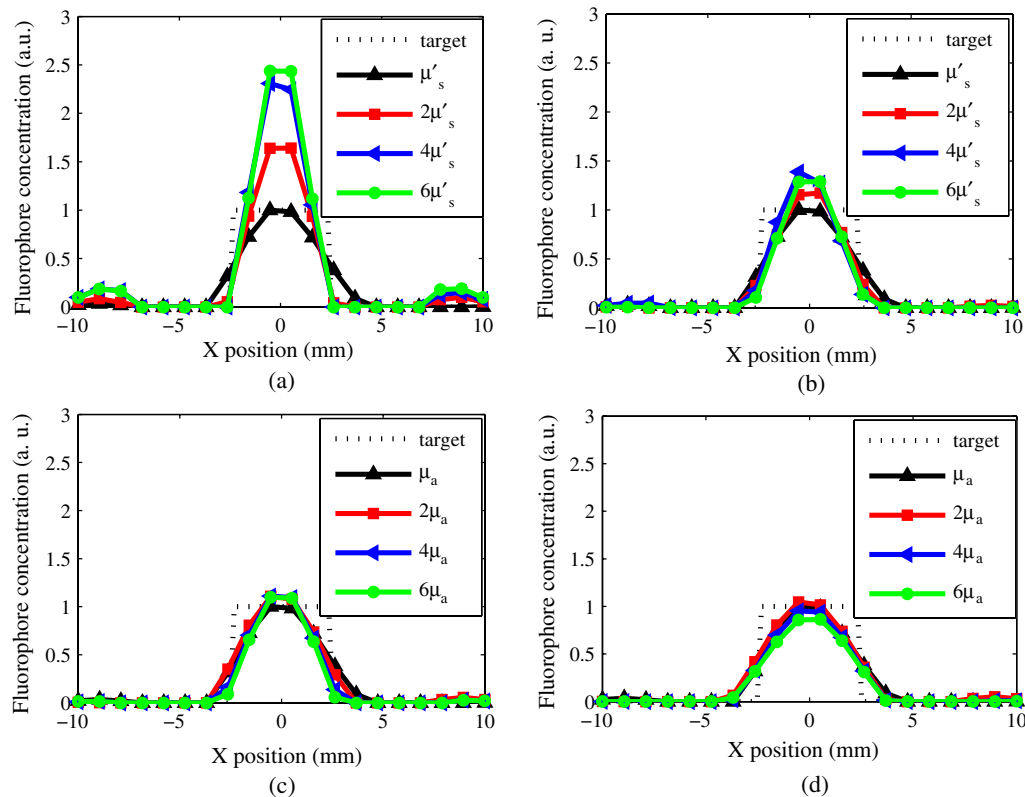 3
2.5
2
1.5
1
0.5
0
−10
−5
0
5
10
Fluorophore concentration (a.u.)
X position (mm)
target
μ′s
2μ′s
4μ′s
6μ′s
(a)
3
2.5
2
1.5
1
0.5
0
−10
−5
0
5
10
Fluorophore concentration (a.u.)
X position (mm)
target
μ′s
2μ′s
4μ′s
6μ′s
(b)
3
2.5
2
1.5
1
0.5
0
−10
−5
0
5
10
Fluorophore concentration (a. u.)
X position (mm)
target
μa
2μa
4μa
6μa
(c)
3
2.5
2
1.5
1
0.5
0
−10
−5
0
5
10
Fluorophore concentration (a. u.)
X position (mm)
target
μa
2μa
4μa
6μa
(d)